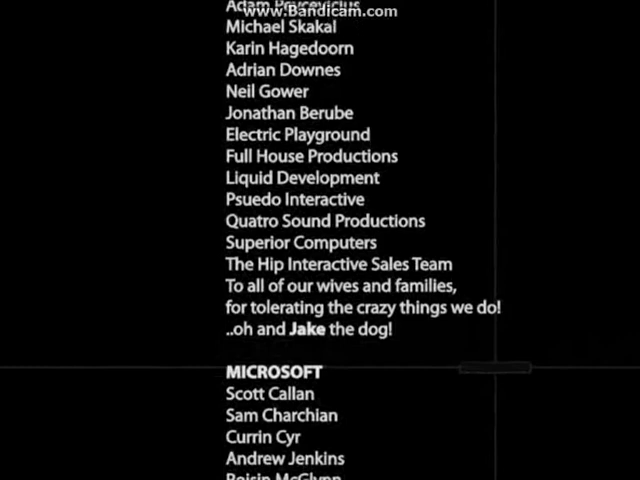 www.Bandicam.com
Adam
Michael Skakal
Karin Hagedoorn
Adrian Downes
Neil Gower
Jonathan Berube
Electric Playground
Full House Productions
Liquid Development
Psuedo Interactive
Quatro Sound Productions
Superior Computers
The Hip Interactive Sales Team
To all of our wives and families,
for tolerating the crazy things we do!
..oh and Jake the dog!
MICROSOFT
Scott Callan
Sam Charchian
Currin Cyr
Andrew Jenkins
Roisin McGlynn